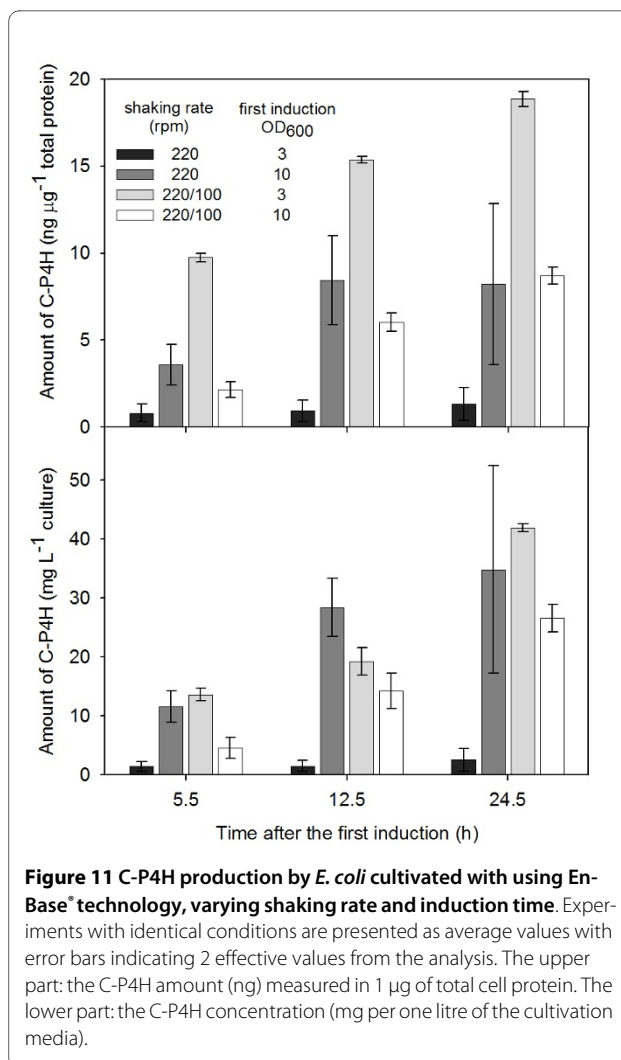 20
15
10
5
0
Amount of C-P4H (ng µg⁻¹ total protein)
shaking rate first induction
(rpm) OD₆₀₀
220 3
220 10
220/100 3
220/100 10
50
40
30
20
10
0
Amount of C-P4H (mg L⁻¹ culture)
5.5 12.5 24.5
Time after the first induction (h)
Figure 11 C-P4H production by E. coli cultivated with using En-
Base® technology, varying shaking rate and induction time. Exper-
iments with identical conditions are presented as average values with
error bars indicating 2 effective values from the analysis. The upper
part: the C-P4H amount (ng) measured in 1 μg of total cell protein. The
lower part: the C-P4H concentration (mg per one litre of the cultivation
media).